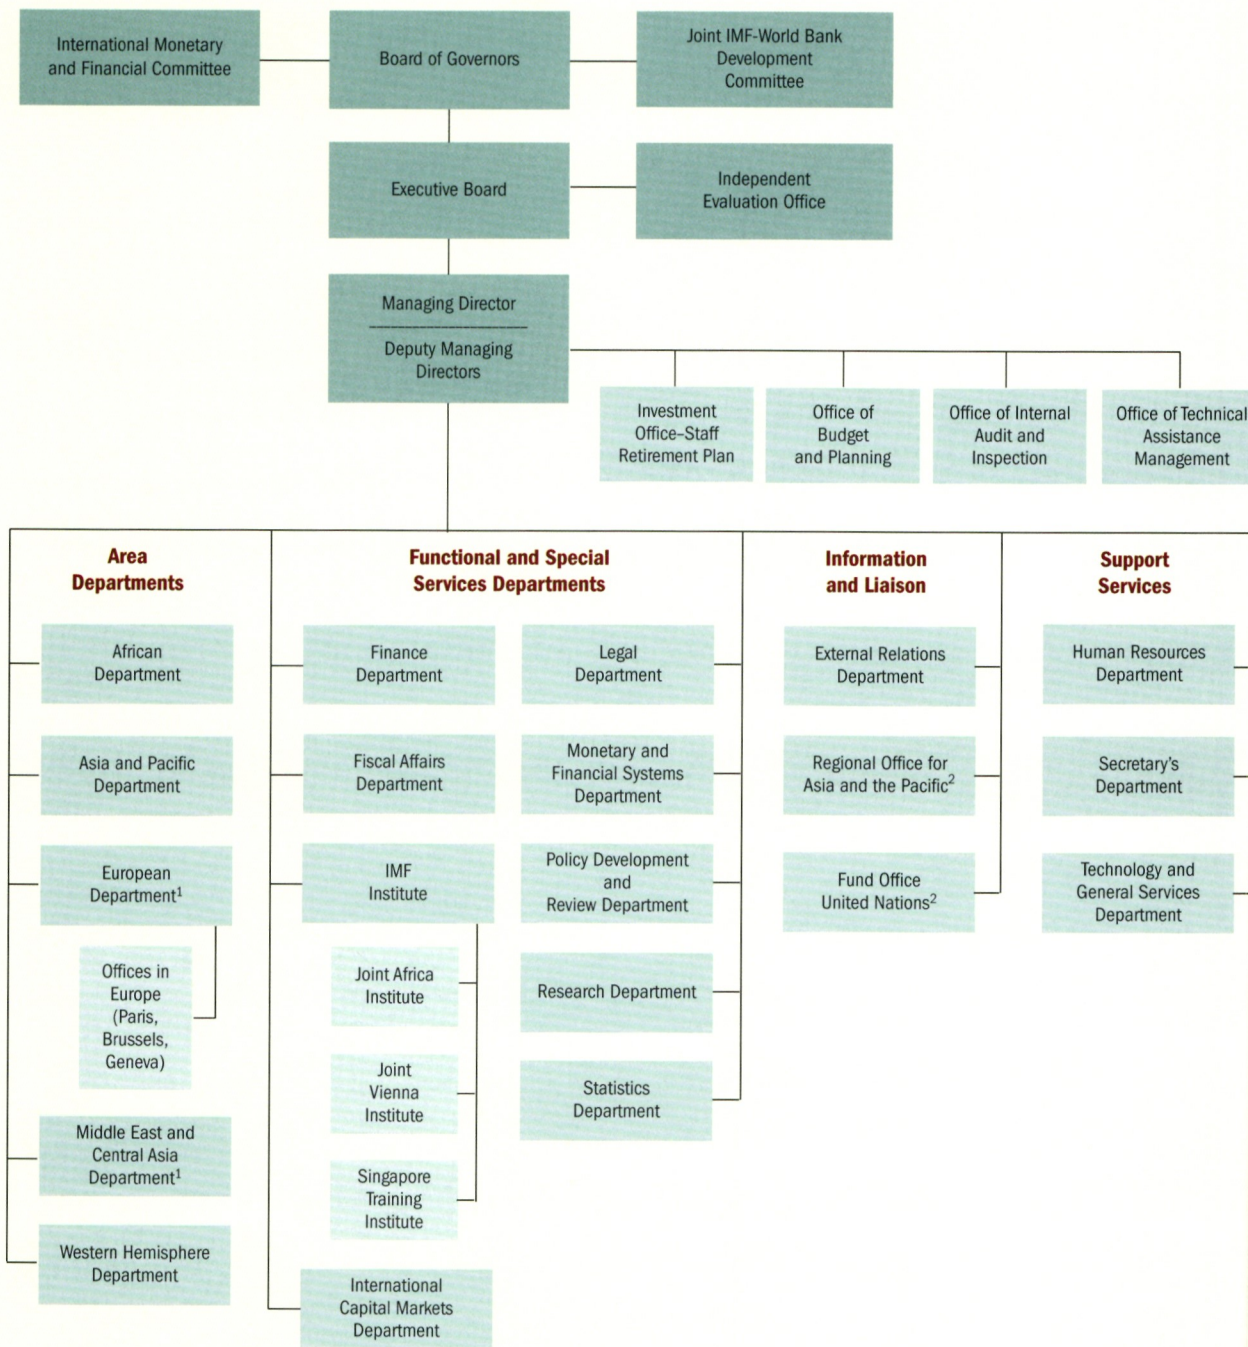 International Monetary
and Financial Committee
Board of Governors
Joint IMF-World Bank
Development
Committee
Executive Board
Independent
Evaluation Office
Managing Director
Deputy Managing
Directors
Investment
Office–Staff
Retirement Plan
Office of
Budget
and Planning
Office of Internal
Audit and
Inspection
Office of Technical
Assistance
Management
Area
Departments
African
Department
Asia and Pacific
Department
European
Department¹
Offices in
Europe
(Paris,
Brussels,
Geneva)
Middle East and
Central Asia
Department¹
Western Hemisphere
Department
Functional and Special
Services Departments
Finance
Department
Fiscal Affairs
Department
IMF
Institute
Joint Africa
Institute
Joint
Vienna
Institute
Singapore
Training
Institute
International
Capital Markets
Department
Legal
Department
Monetary and
Financial Systems
Department
Policy Development
and
Review Department
Research Department
Statistics
Department
Information
and Liaison
External Relations
Department
Regional Office for
Asia and the Pacific²
Fund Office
United Nations²
Support
Services
Human Resources
Department
Secretary's
Department
Technology and
General Services
Department